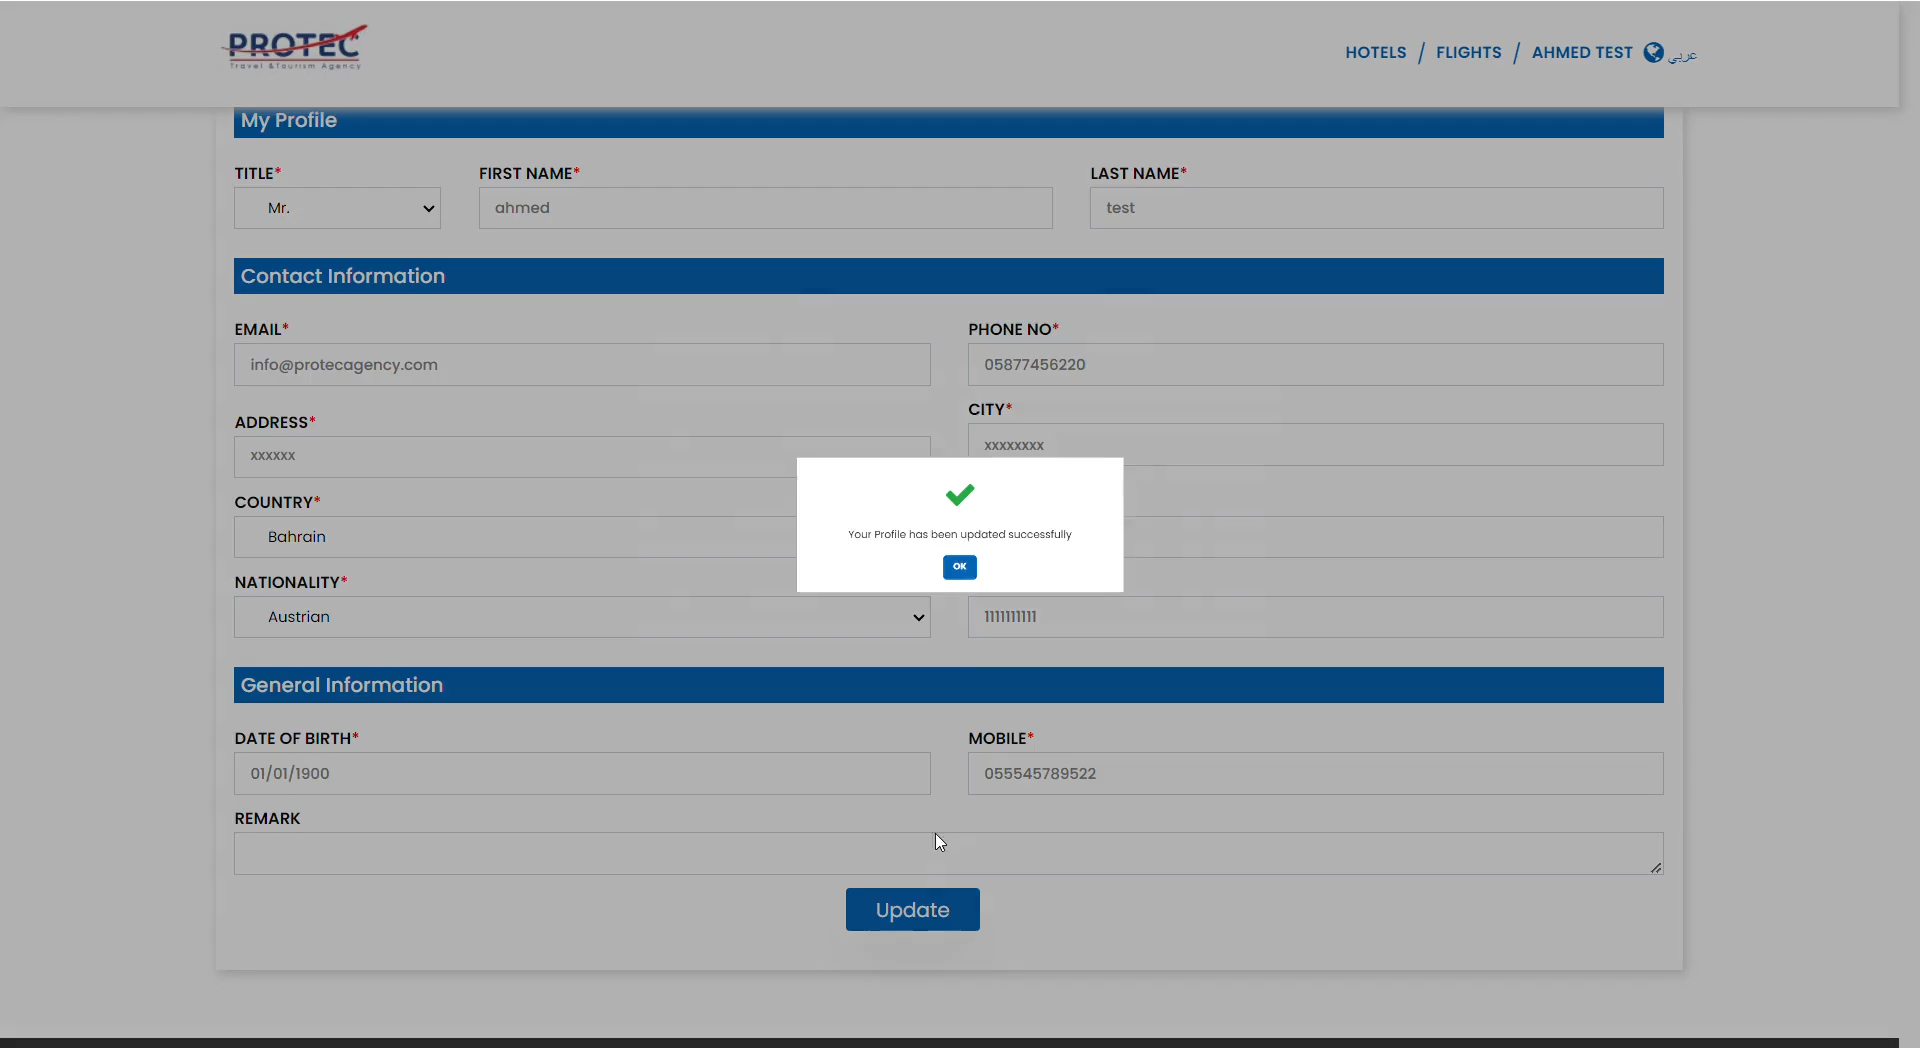 PROTEC
Travel & Tourism Agency
HOTELS / FLIGHTS / AHMED TEST عربي
My Profile
TITLE* FIRST NAME* LAST NAME*
Mr. ahmed test
Contact Information
EMAIL* PHONE NO*
info@protecagency.com 05877456220
ADDRESS* CITY*
xxxxxx xxxxxxxx
COUNTRY*
Bahrain
Your Profile has been updated successfully
OK
NATIONALITY*
Austrian 1111111111
General Information
DATE OF BIRTH* MOBILE*
01/01/1900 055545789522
REMARK
Update